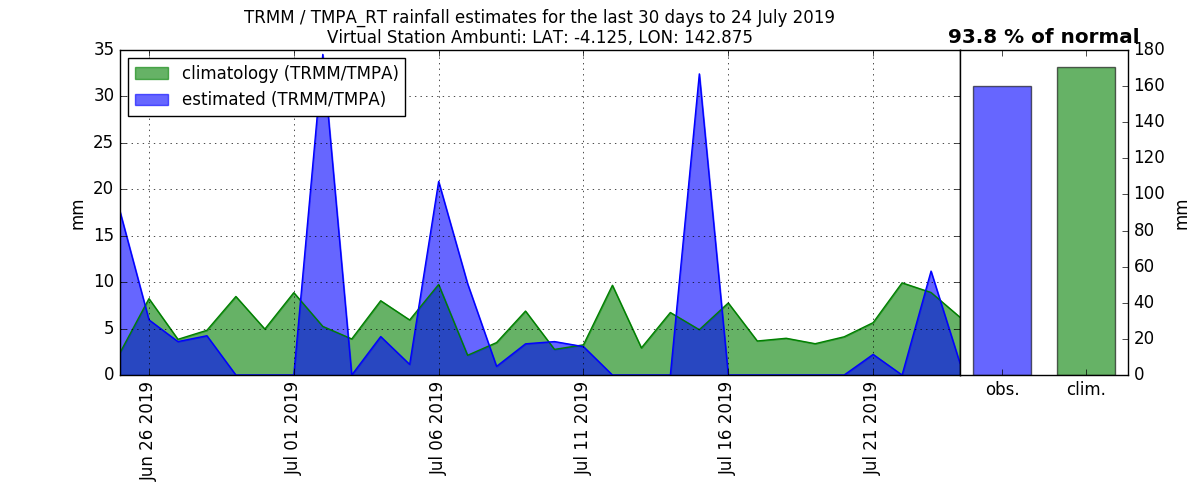 TRMM / TMPA_RT rainfall estimates for the last 30 days to 24 July 2019
Virtual Station Ambunti: LAT: -4.125, LON: 142.875
93.8 % of normal
climatology (TRMM/TMPA)
estimated (TRMM/TMPA)
mm
35
30
25
20
15
10
5
0
Jun 26 2019
Jul 01 2019
Jul 06 2019
Jul 11 2019
Jul 16 2019
Jul 21 2019
obs.
clim.
180
160
140
120
100
80
60
40
20
0
mm